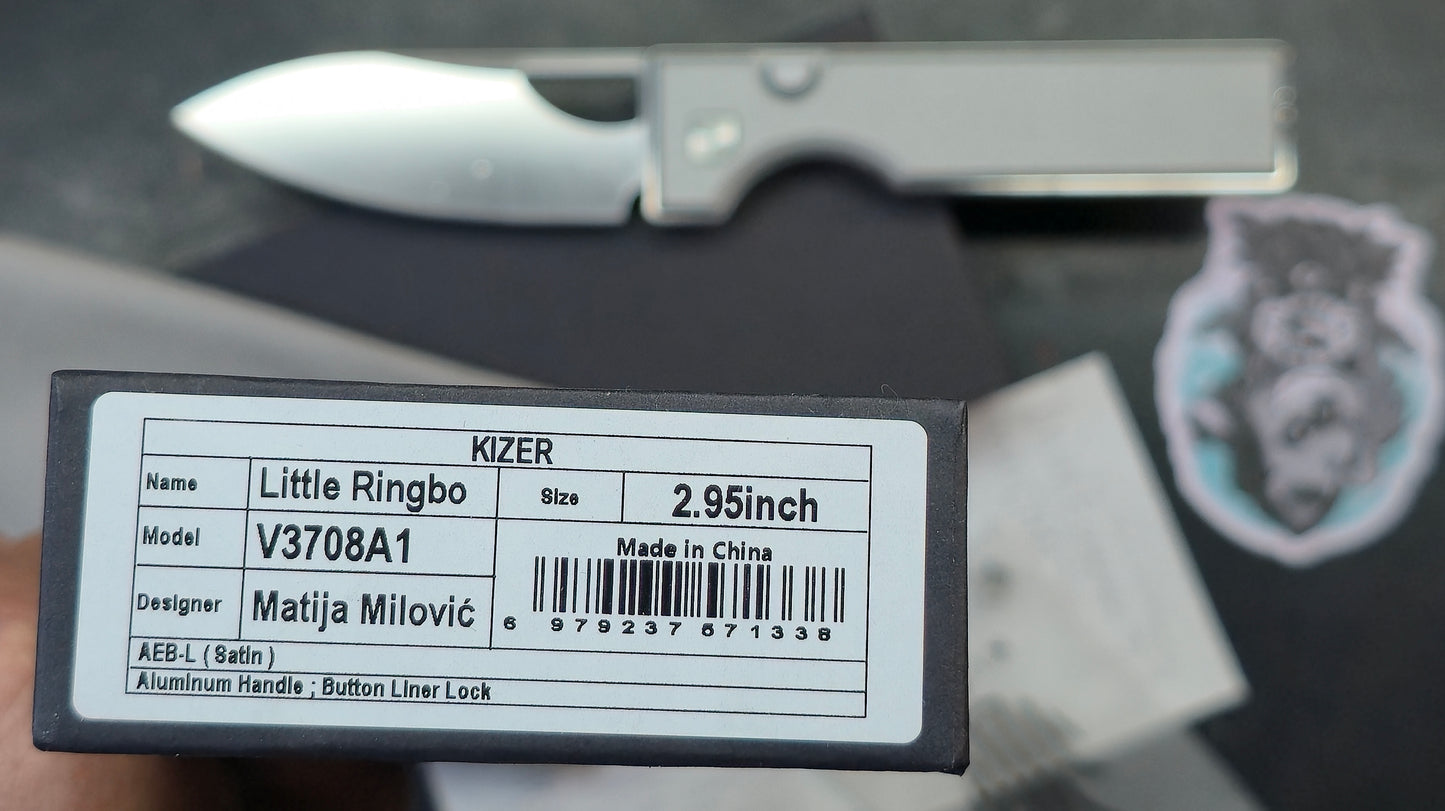 KIZER
Name Little Ringbo Size 2.95inch
Model V3708A1
Made in China
Designer Matija Milović
6 979237 671338
AEB-L ( Satin )
Aluminum Handle ; Button Liner Lock